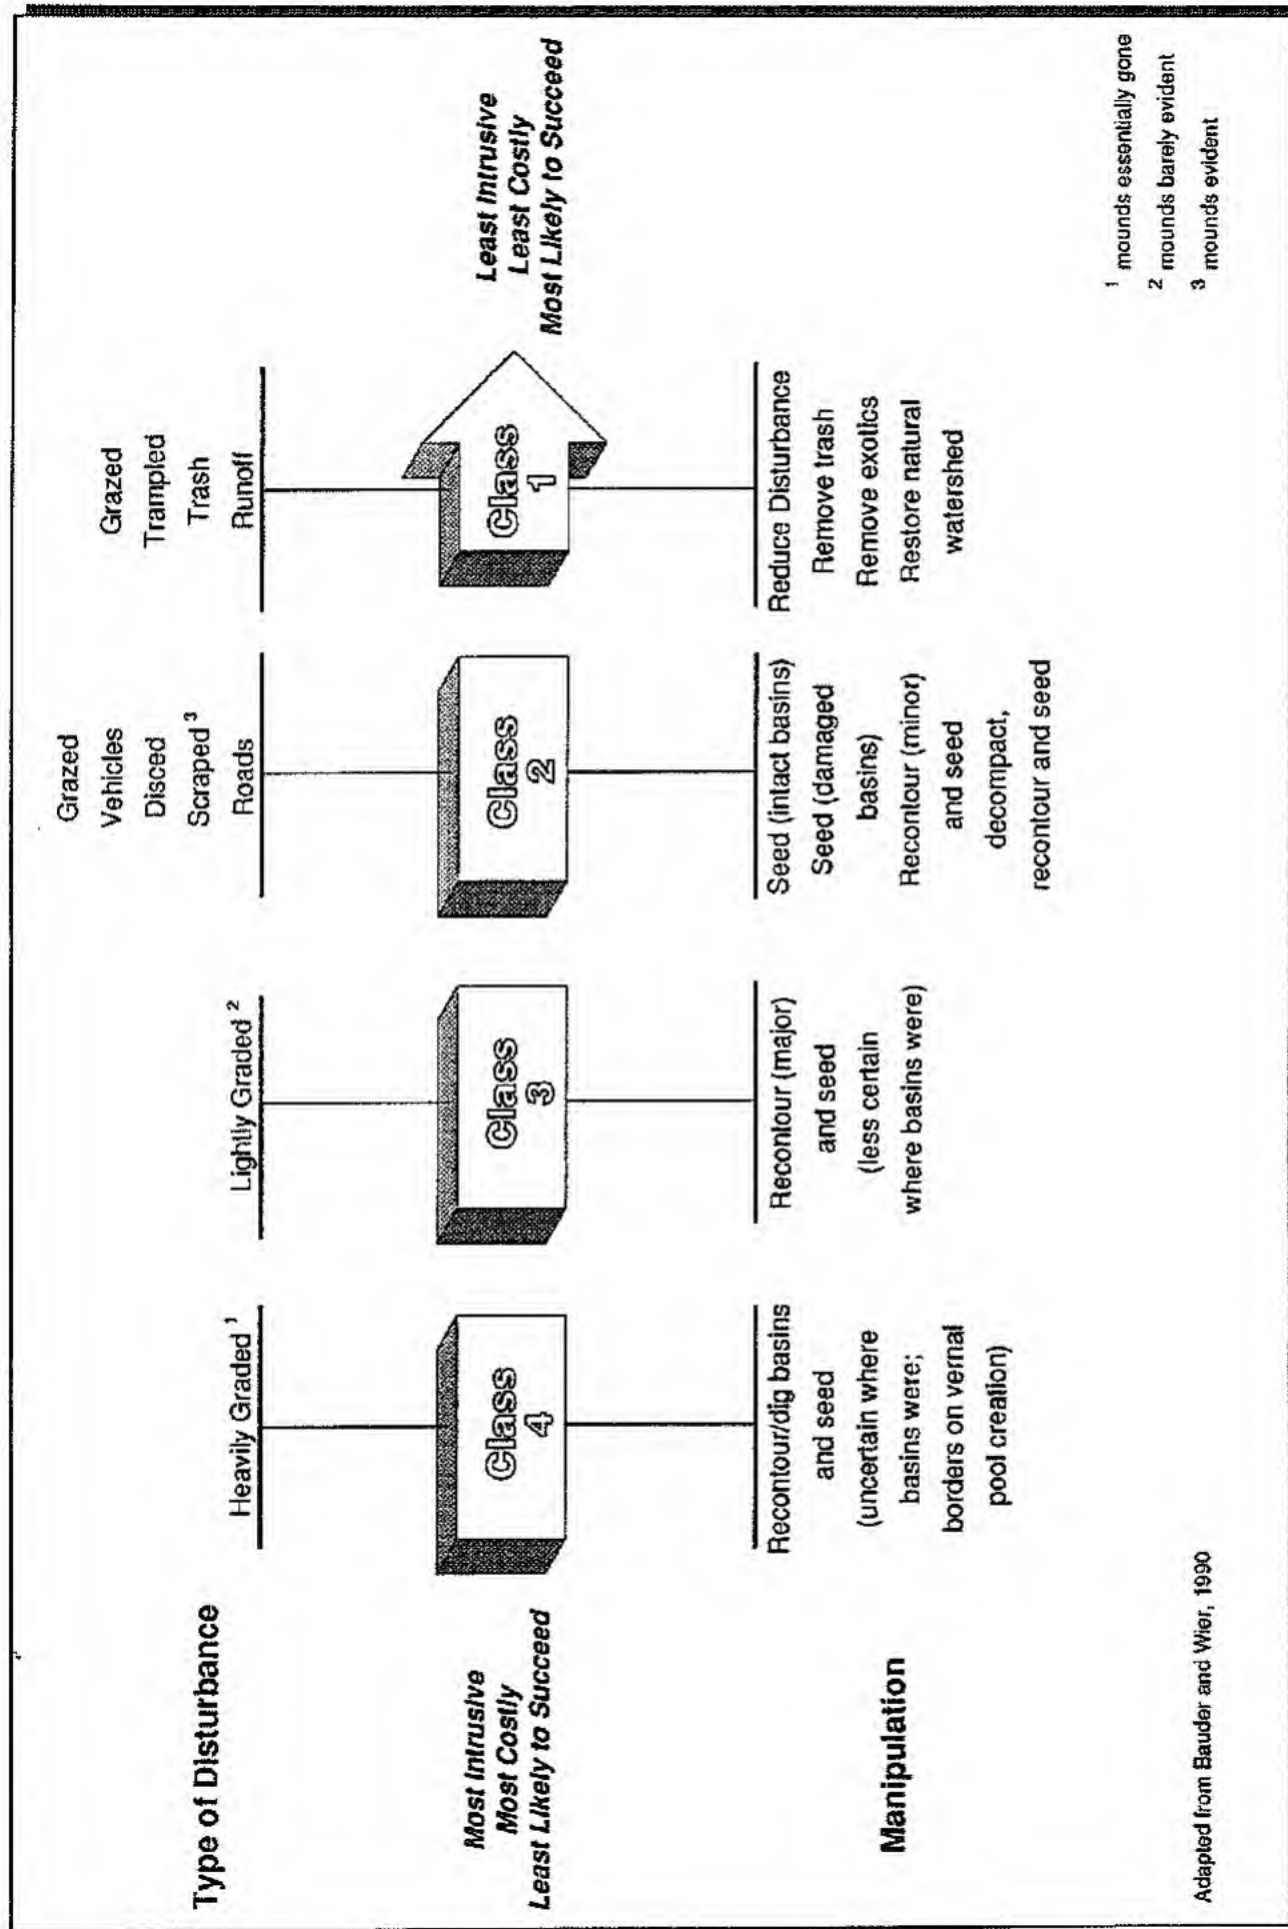 Type of Disturbance
Heavily Graded ¹
Lightly Graded ²
Grazed
Vehicles
Disced
Scraped ³
Roads
Grazed
Trampled
Trash
Runoff
Most Intrusive
Most Costly
Least Likely to Succeed
Class
4
Class
3
Class
2
Class
1
Least Intrusive
Least Costly
Most Likely to Succeed
Manipulation
Recontour/dig basins
and seed
(uncertain where
basins were;
borders on vernal
pool creation)
Recontour (major)
and seed
(less certain
where basins were)
Seed (intact basins)
Seed (damaged
basins)
Recontour (minor)
and seed
decompact,
recontour and seed
Reduce Disturbance
Remove trash
Remove exotics
Restore natural
watershed
1 mounds essentially gone
2 mounds barely evident
3 mounds evident
Adapted from Bauder and Wier, 1990